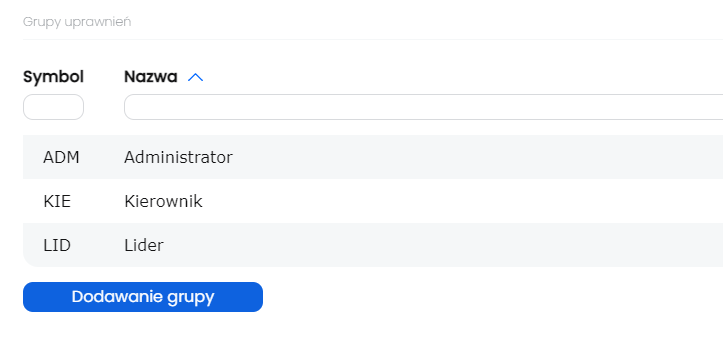 Grupy uprawnień
Symbol Nazwa
ADM Administrator
KIE Kierownik
LID Lider
Dodawanie grupy